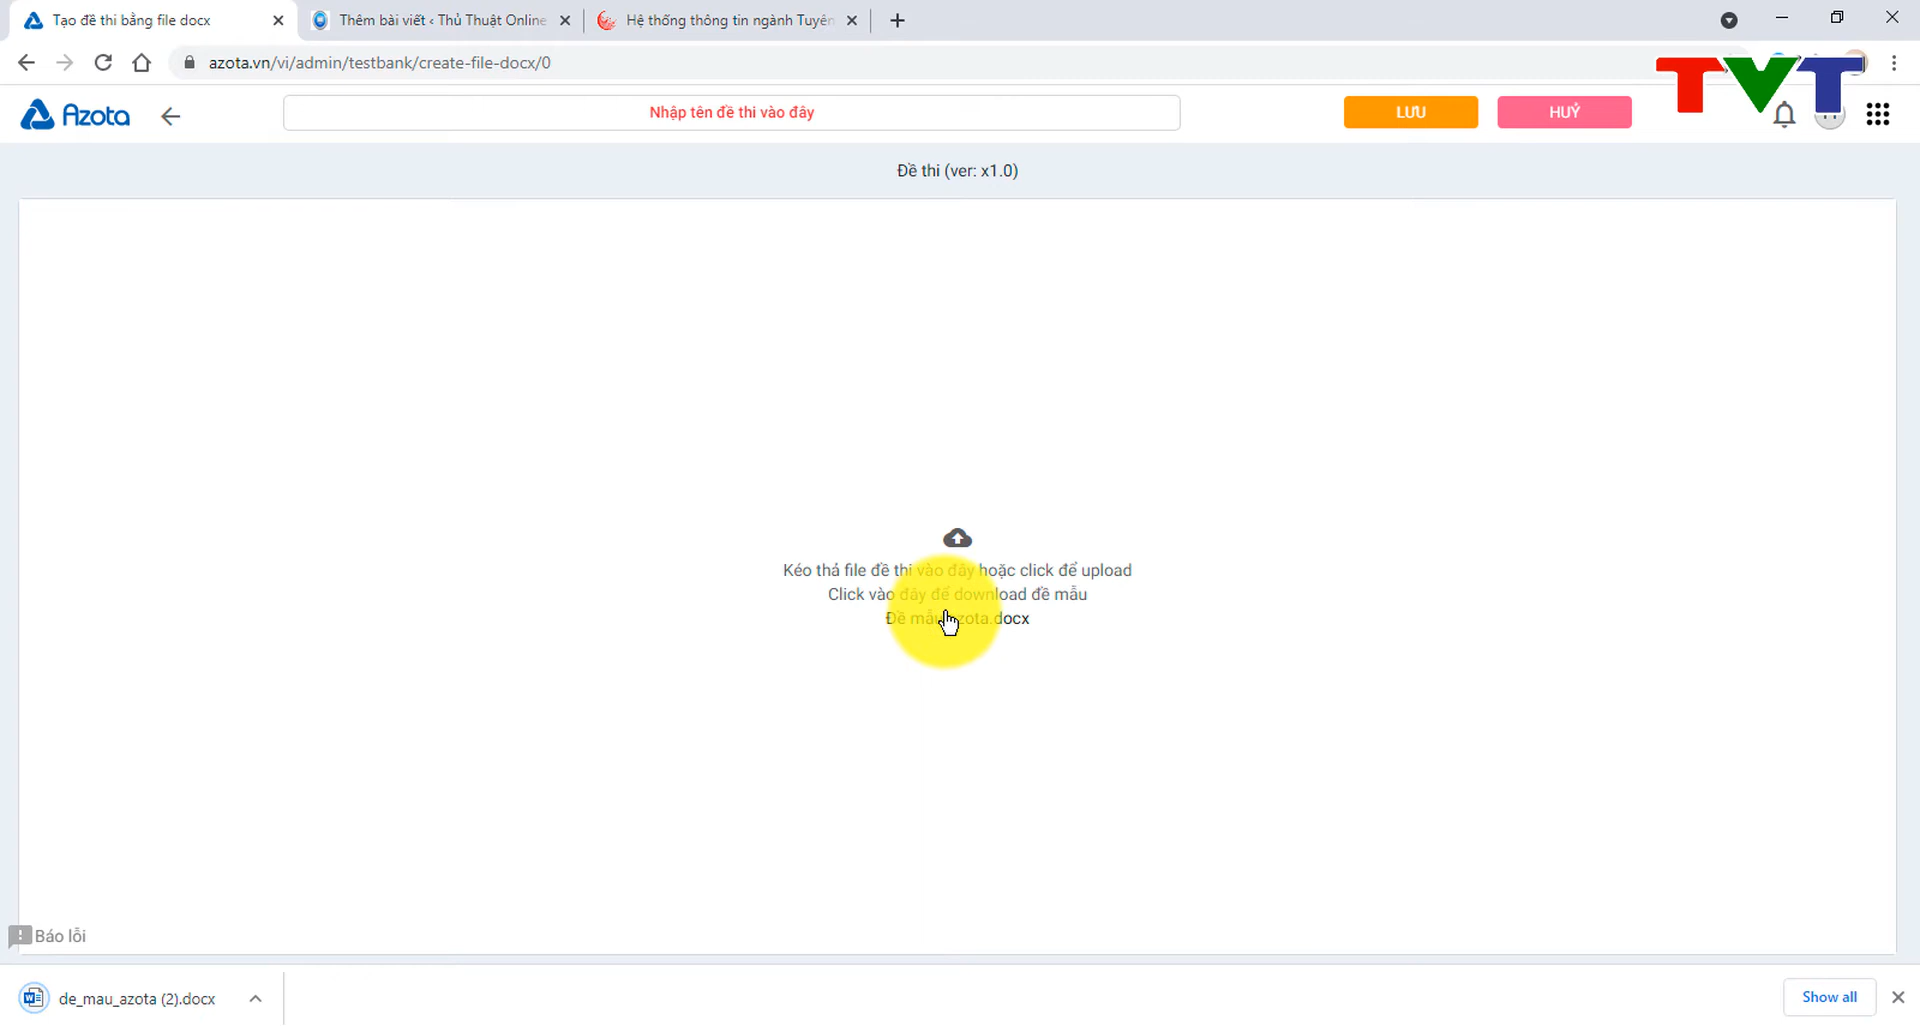 Tạo đề thi bằng file docx
Thêm bài viết ‹ Thủ Thuật Online
Hệ thống thông tin ngành Tuyên
azota.vn/vi/admin/testbank/create-file-docx/0
TVT
Azota
Nhập tên đề thi vào đây
LƯU
HUỶ
Đề thi (ver: x1.0)
Kéo thả file đề thi vào đây hoặc click để upload
Click vào đây để download đề mẫu
Đề mẫu azota.docx
Báo lỗi
de_mau_azota (2).docx
Show all